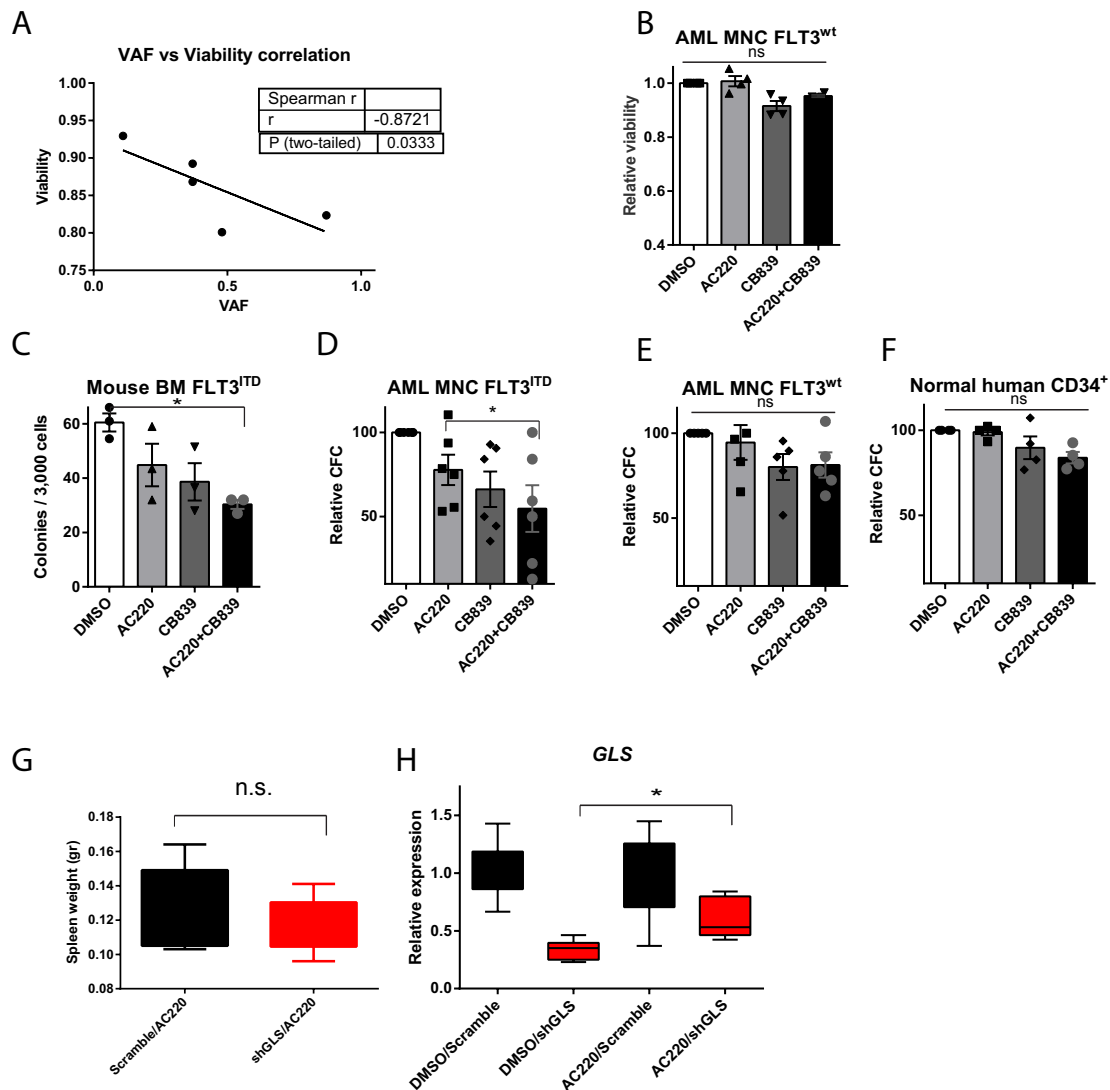 A
VAF vs Viability correlation
Spearman r
r -0.8721
P (two-tailed) 0.0333
1.00
0.95
0.90
0.85
0.80
0.75
Viability
0.0 0.5 1.0
VAF
B
AML MNC FLT3wt
ns
1.0
0.8
0.6
0.4
Relative viability
DMSO
AC220
CB839
AC220+CB839
C
Mouse BM FLT3ITD
*
60
40
20
0
Colonies / 3,000 cells
DMSO
AC220
CB839
AC220+CB839
D
AML MNC FLT3ITD
*
100
50
Relative CFC
DMSO
AC220
CB839
AC220+CB839
E
AML MNC FLT3wt
ns
100
50
Relative CFC
DMSO
AC220
CB839
AC220+CB839
F
Normal human CD34+
ns
100
50
Relative CFC
DMSO
AC220
CB839
AC220+CB839
G
n.s.
0.18
0.16
0.14
0.12
0.10
0.08
Spleen weight (gr)
Scramble/AC220
shGLS/AC220
H
GLS
*
1.5
1.0
0.5
0.0
Relative expression
DMSO/Scramble
DMSO/shGLS
AC220/Scramble
AC220/shGLS